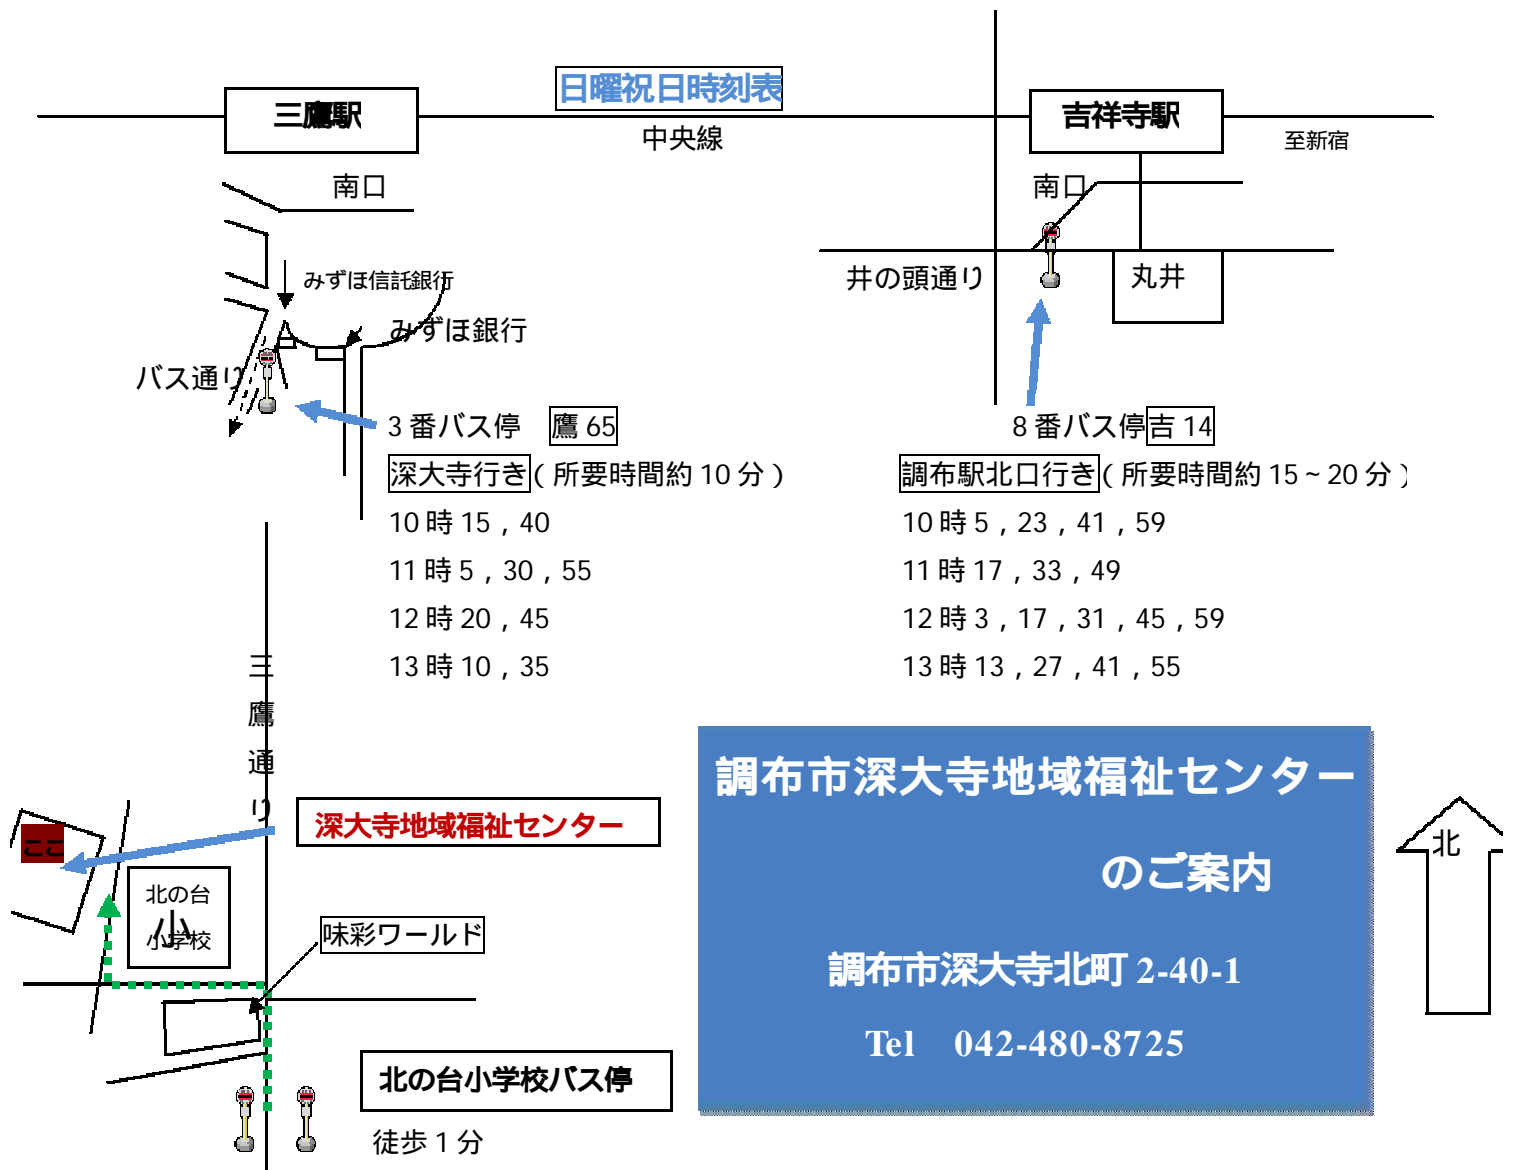 日曜祝日時刻表
三鷹駅
中央線
吉祥寺駅
至新宿
南口
南口
みずほ信託銀行
みずほ銀行
バス通り
井の頭通り
丸井
3番バス停 鷹65
深大寺行き(所要時間約10分)
10時15,40
11時5,30,55
12時20,45
13時10,35
8番バス停吉14
調布駅北口行き(所要時間約15~20分)
10時5,23,41,59
11時17,33,49
12時3,17,31,45,59
13時13,27,41,55
三鷹通り
深大寺地域福祉センター
ここ
北の台
小
小学校
味彩ワールド
北の台小学校バス停
徒歩1分
調布市深大寺地域福祉センター
のご案内
調布市深大寺北町2-40-1
Tel 042-480-8725
北